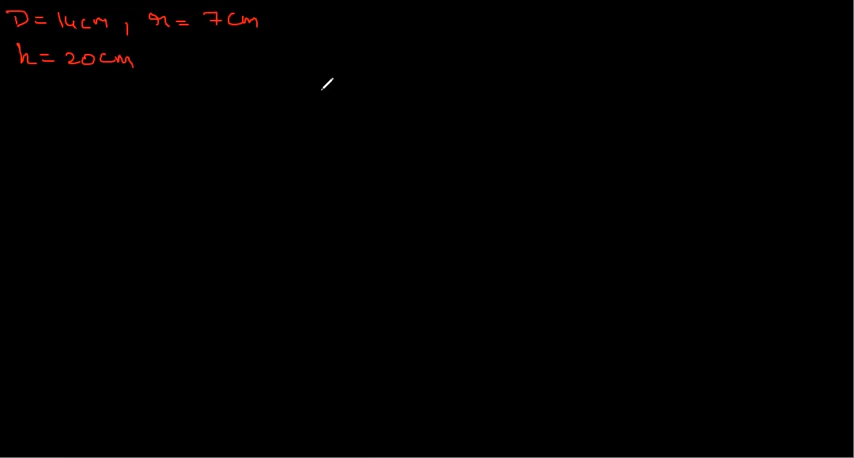 D = 14cm, r = 7cm
h = 20cm